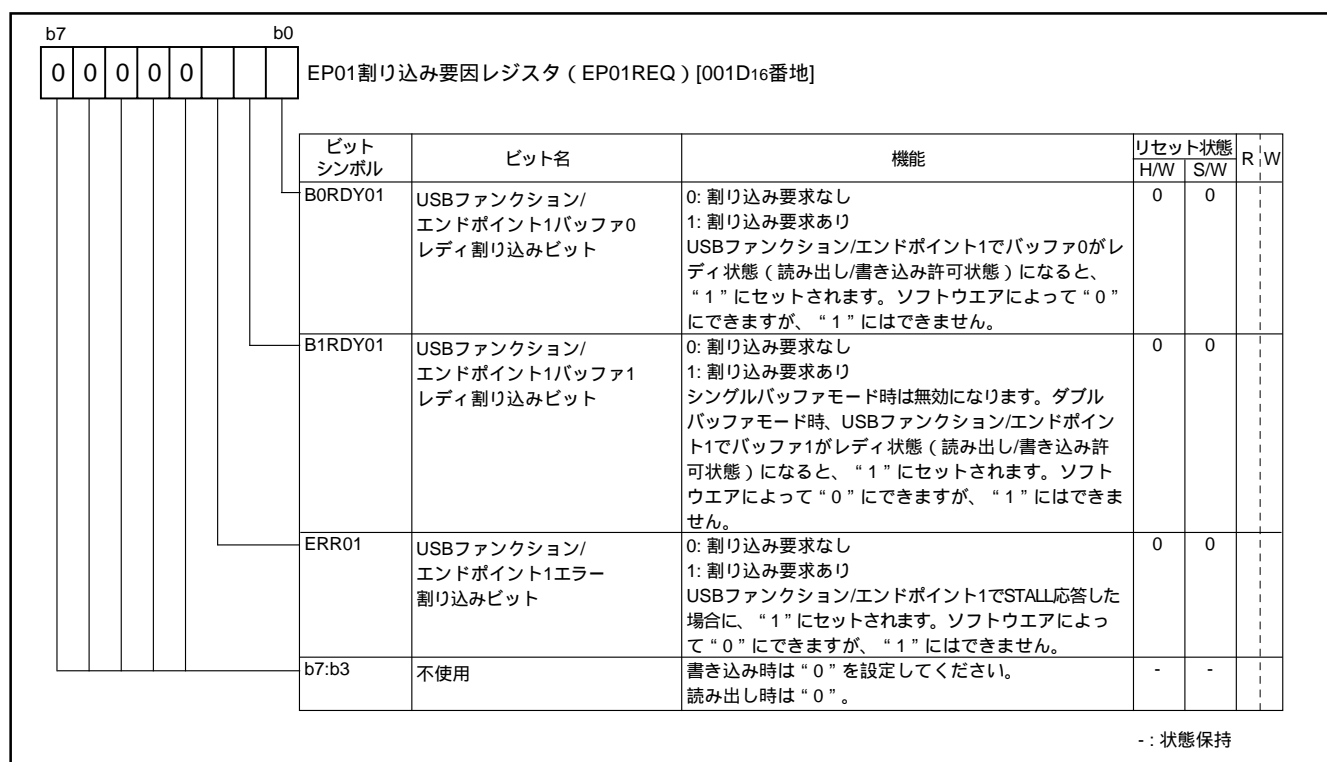 b7 b0
0 0 0 0 0
EP01割り込み要因レジスタ（EP01REQ）[001D16番地]
ビット シンボル ビット名 機能 リセット状態 H/W S/W R W
B0RDY01 USBファンクション/ 0: 割り込み要求なし 0 0
エンドポイント1バッファ0 1: 割り込み要求あり
レディ割り込みビット USBファンクション/エンドポイント1でバッファ0がレ
ディ状態（読み出し/書き込み許可状態）になると、
“1”にセットされます。ソフトウエアによって“0”
にできますが、“1”にはできません。
B1RDY01 USBファンクション/ 0: 割り込み要求なし 0 0
エンドポイント1バッファ1 1: 割り込み要求あり
レディ割り込みビット シングルバッファモード時は無効になります。ダブル
バッファモード時、USBファンクション/エンドポイン
ト1でバッファ1がレディ状態（読み出し/書き込み許
可状態）になると、“1”にセットされます。ソフト
ウエアによって“0”にできますが、“1”にはできま
せん。
ERR01 USBファンクション/ 0: 割り込み要求なし 0 0
エンドポイント1エラー 1: 割り込み要求あり
割り込みビット USBファンクション/エンドポイント1でSTALL応答した
場合に、“1”にセットされます。ソフトウエアによっ
て“0”にできますが、“1”にはできません。
b7:b3 不使用 書き込み時は“0”を設定してください。 - -
読み出し時は“0”。
- : 状態保持